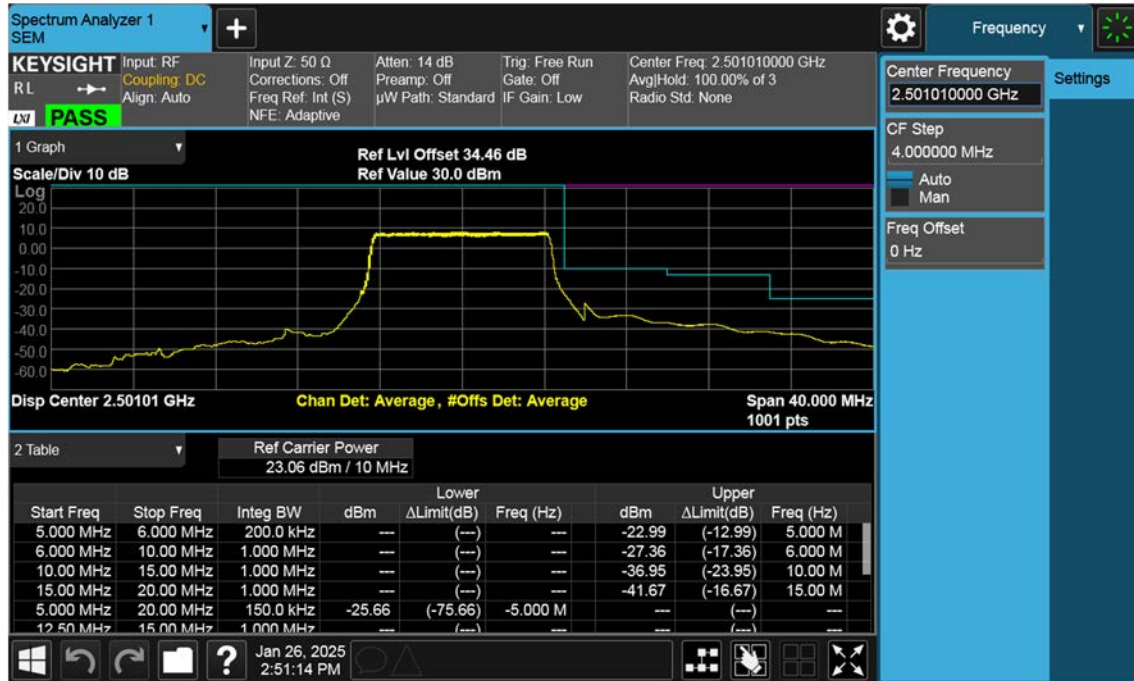 Spectrum Analyzer 1
SEM
Frequency
KEYSIGHT
R L
LXI PASS
Input: RF
Coupling: DC
Align: Auto
Input Z: 50 Ω
Corrections: Off
Freq Ref: Int (S)
NFE: Adaptive
Atten: 14 dB
Preamp: Off
µW Path: Standard
Trig: Free Run
Gate: Off
IF Gain: Low
Center Freq: 2.501010000 GHz
Avg|Hold: 100.00% of 3
Radio Std: None
Center Frequency
2.501010000 GHz
Settings
CF Step
4.000000 MHz
Auto
Man
Freq Offset
0 Hz
1 Graph
Scale/Div 10 dB
Ref Lvl Offset 34.46 dB
Ref Value 30.0 dBm
Log
20.0
10.0
0.00
-10.0
-20.0
-30.0
-40.0
-50.0
-60.0
Disp Center 2.50101 GHz
Chan Det: Average, #Offs Det: Average
Span 40.000 MHz
1001 pts
2 Table
Ref Carrier Power
23.06 dBm / 10 MHz
Lower Upper
Start Freq Stop Freq Integ BW dBm ΔLimit(dB) Freq (Hz) dBm ΔLimit(dB) Freq (Hz)
5.000 MHz 6.000 MHz 200.0 kHz --- (---) --- -22.99 (-12.99) 5.000 M
6.000 MHz 10.00 MHz 1.000 MHz --- (---) --- -27.36 (-17.36) 6.000 M
10.00 MHz 15.00 MHz 1.000 MHz --- (---) --- -36.95 (-23.95) 10.00 M
15.00 MHz 20.00 MHz 1.000 MHz --- (---) --- -41.67 (-16.67) 15.00 M
5.000 MHz 20.00 MHz 150.0 kHz -25.66 (-75.66) -5.000 M --- (---) ---
12.50 MHz 15.00 MHz 1.000 MHz --- (---) --- --- (---) ---
?
Jan 26, 2025
2:51:14 PM